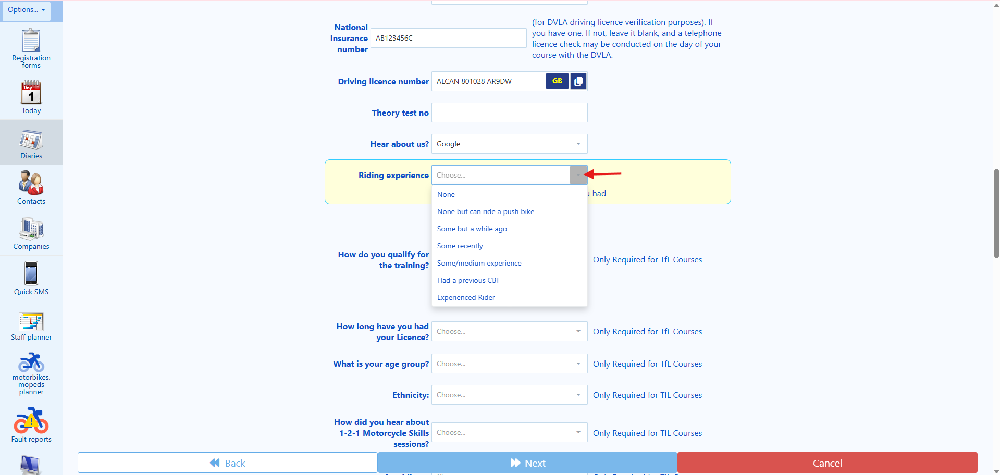 Options...
Registration
forms
Day
1
Today
Diaries
Contacts
Companies
Quick SMS
Staff planner
motorbikes,
mopeds
planner
Fault reports
National
Insurance
number
AB123456C
(for DVLA driving licence verification purposes). If
you have one. If not, leave it blank, and a telephone
licence check may be conducted on the day of your
course with the DVLA.
Driving licence number
ALCAN 801028 AR9DW
GB
Theory test no
Hear about us?
Google
Riding experience
Choose...
had
None
None but can ride a push bike
Some but a while ago
Some recently
Some/medium experience
Had a previous CBT
Experienced Rider
How do you qualify for
the training?
Only Required for TfL Courses
How long have you had
your Licence?
Choose...
Only Required for TfL Courses
What is your age group?
Choose...
Only Required for TfL Courses
Ethnicity:
Choose...
Only Required for TfL Courses
How did you hear about
1-2-1 Motorcycle Skills
sessions?
Choose...
Only Required for TfL Courses
Back
Next
Cancel